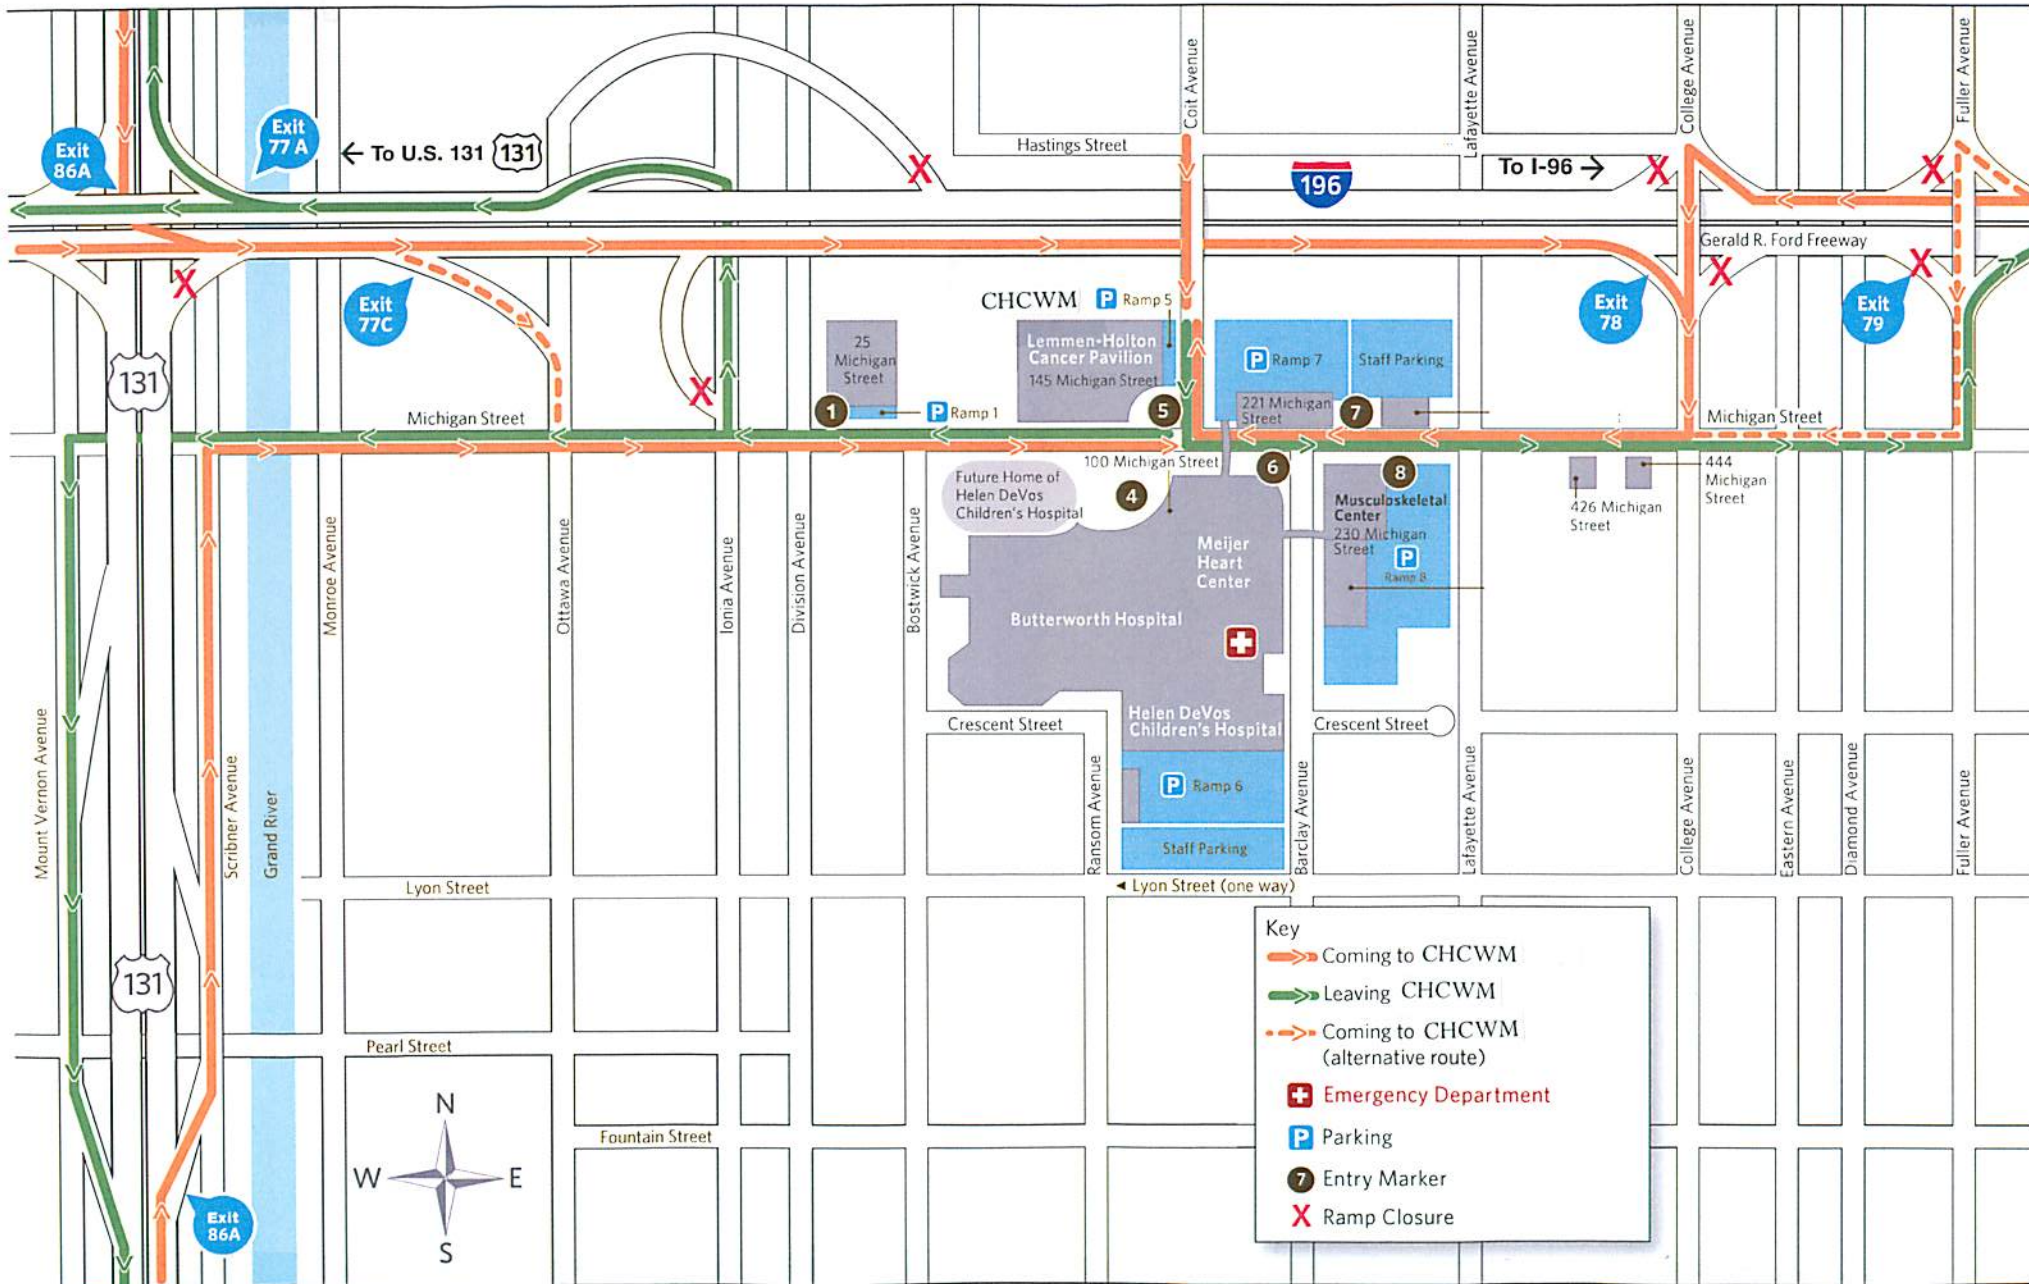 Coit Avenue
Lafayette Avenue
College Avenue
Fuller Avenue
Exit
77 A
Exit
86A
← To U.S. 131 131
Hastings Street
196
To I-96 →
Gerald R. Ford Freeway
Exit
77C
Exit
78
Exit
79
CHCWM P Ramp 5
131
25
Michigan
Street
Lemmen-Holton
Cancer Pavilion
145 Michigan Street
P Ramp 7
Staff Parking
1
P Ramp 1
5
221 Michigan
Street
7
Michigan Street
Michigan Street
100 Michigan Street
6
8
4
Future Home of
Helen DeVos
Children's Hospital
Musculoskeletal
Center
230 Michigan
Street
P
Ramp 8
426 Michigan
Street
444
Michigan
Street
Meijer
Heart
Center
Butterworth Hospital
Monroe Avenue
Ottawa Avenue
Ionia Avenue
Division Avenue
Bostwick Avenue
Crescent Street
Helen DeVos
Children's Hospital
Crescent Street
P Ramp 6
Staff Parking
Mount Vernon Avenue
Scribner Avenue
Grand River
Ransom Avenue
Barclay Avenue
Lafayette Avenue
College Avenue
Eastern Avenue
Diamond Avenue
Fuller Avenue
Lyon Street
◄ Lyon Street (one way)
131
Pearl Street
Fountain Street
N
W E
S
Exit
86A
Key
Coming to CHCWM
Leaving CHCWM
Coming to CHCWM
(alternative route)
Emergency Department
P Parking
7 Entry Marker
X Ramp Closure